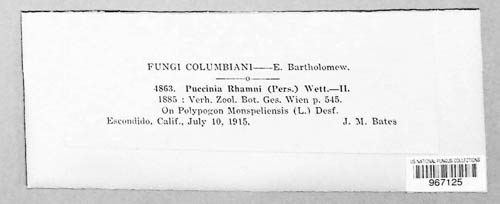 FUNGI COLUMBIANI——E. Bartholomew.
4863. Puccinia Rhamni (Pers.) Wett.—II.
1885 : Verh. Zool. Bot. Ges. Wien p. 545.
On Polypogon Monspeliensis (L.) Desf.
Escondido, Calif., July 10, 1915. J. M. Bates
US NATIONAL FUNGUS COLLECTIONS
967125